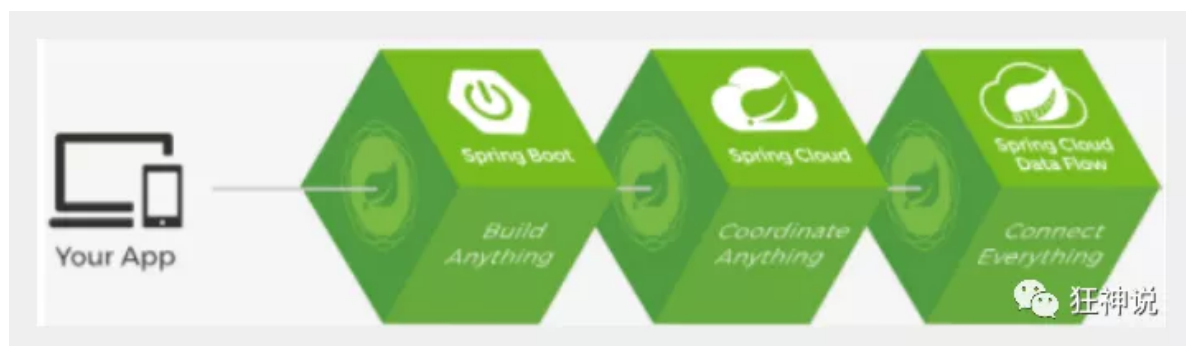 Your App
Spring Boot
Build
Anything
Spring Cloud
Coordinate
Anything
Spring Cloud
Data Flow
Connect
Everything
狂神说